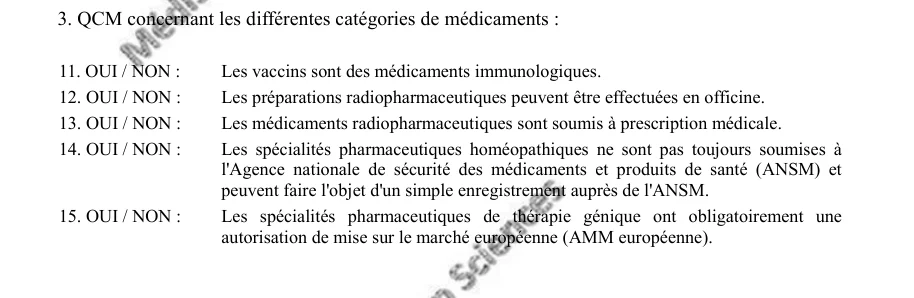 3. QCM concernant les différentes catégories de médicaments :
11. OUI / NON : Les vaccins sont des médicaments immunologiques.
12. OUI / NON : Les préparations radiopharmaceutiques peuvent être effectuées en officine.
13. OUI / NON : Les médicaments radiopharmaceutiques sont soumis à prescription médicale.
14. OUI / NON : Les spécialités pharmaceutiques homéopathiques ne sont pas toujours soumises à
l'Agence nationale de sécurité des médicaments et produits de santé (ANSM) et
peuvent faire l'objet d'un simple enregistrement auprès de l'ANSM.
15. OUI / NON : Les spécialités pharmaceutiques de thérapie génique ont obligatoirement une
autorisation de mise sur le marché européenne (AMM européenne).
Sciences